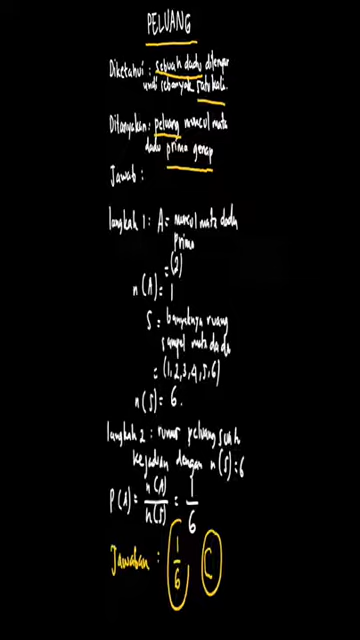 PELUANG
Diketahui : sebuah dadu dilempar
undi sebanyak satu kali.
Ditanyakan : peluang muncul mata
dadu prima genap
Jawab :
langkah 1 : A = muncul mata dadu
prima
= (2)
n(A) = 1
S = banyaknya ruang
sampel mata dadu
= (1, 2, 3, 4, 5, 6)
n(S) = 6.
langkah 2 : rumus peluang suatu
kejadian dengan n(S) = 6
P(A) = n(A)/n(S) = 1/6
Jawaban : 1/6 C